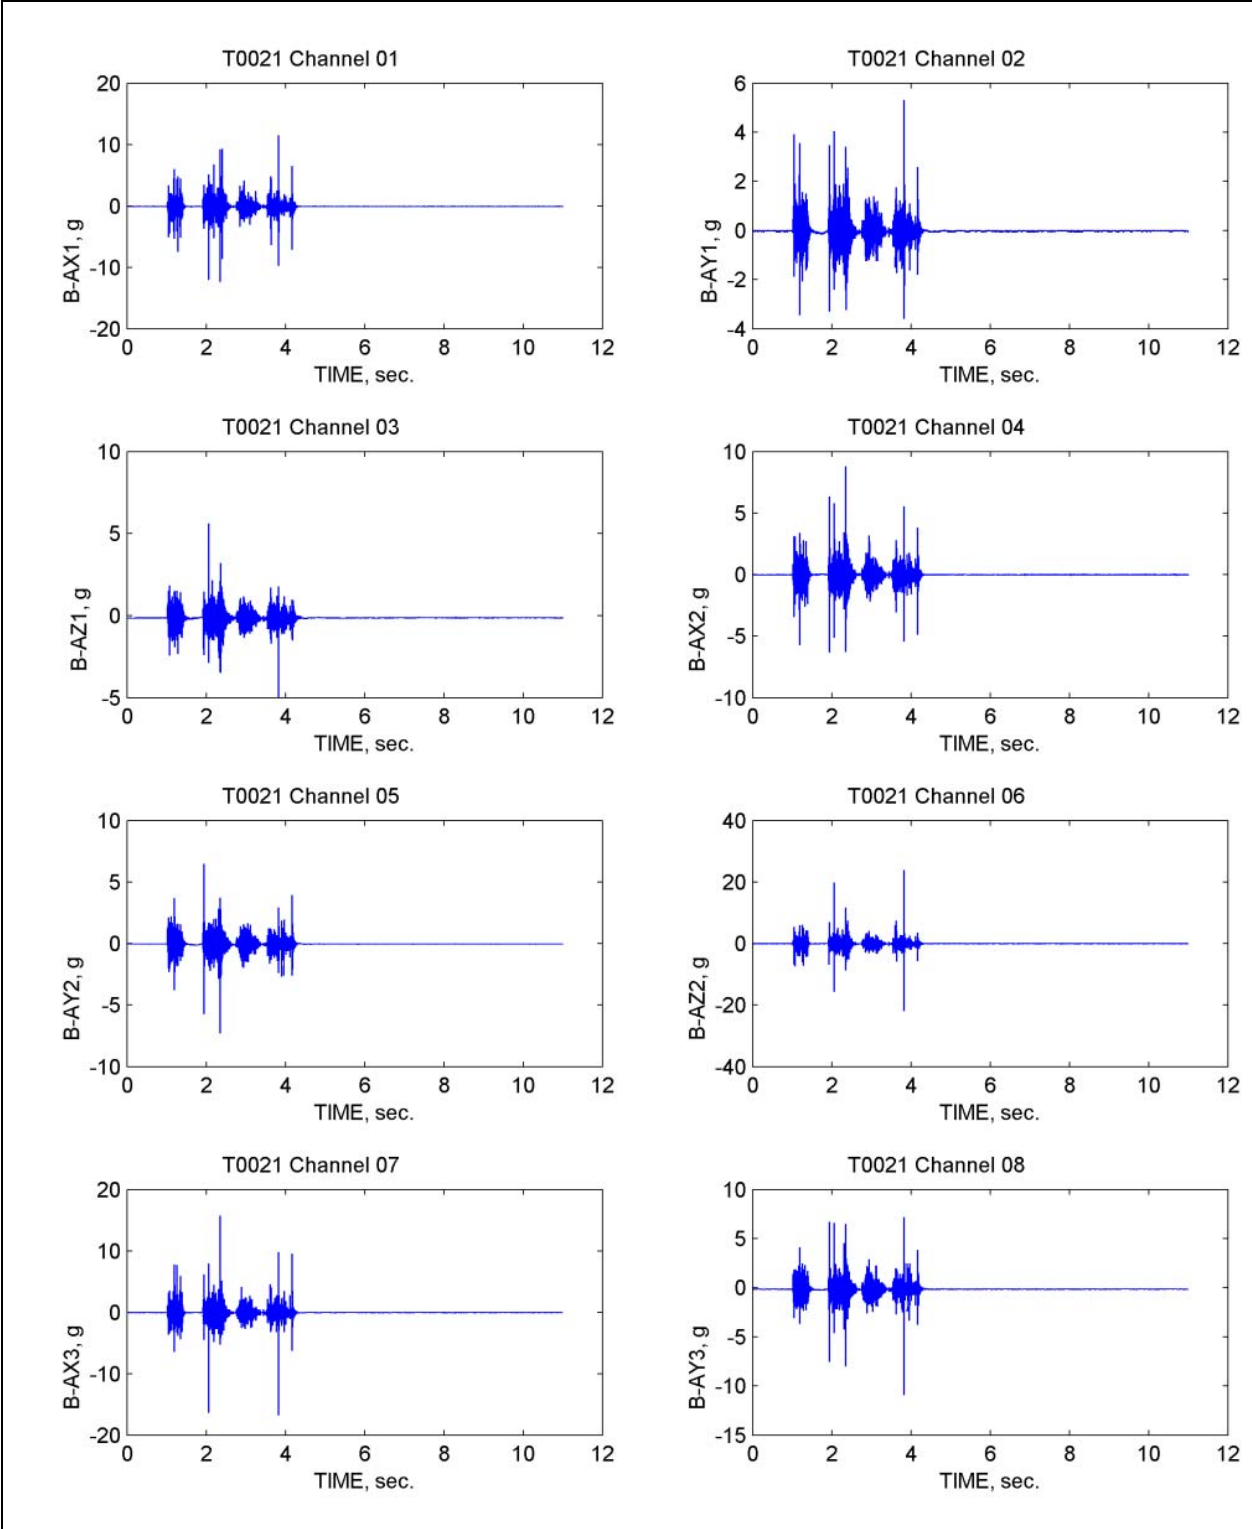 T0021 Channel 01
20
10
0
-10
-20
B-AX1, g
0 2 4 6 8 10 12
TIME, sec.
T0021 Channel 02
6
4
2
0
-2
-4
B-AY1, g
0 2 4 6 8 10 12
TIME, sec.
T0021 Channel 03
10
5
0
-5
B-AZ1, g
0 2 4 6 8 10 12
TIME, sec.
T0021 Channel 04
10
5
0
-5
-10
B-AX2, g
0 2 4 6 8 10 12
TIME, sec.
T0021 Channel 05
10
5
0
-5
-10
B-AY2, g
0 2 4 6 8 10 12
TIME, sec.
T0021 Channel 06
40
20
0
-20
-40
B-AZ2, g
0 2 4 6 8 10 12
TIME, sec.
T0021 Channel 07
20
10
0
-10
-20
B-AX3, g
0 2 4 6 8 10 12
TIME, sec.
T0021 Channel 08
10
5
0
-5
-10
-15
B-AY3, g
0 2 4 6 8 10 12
TIME, sec.